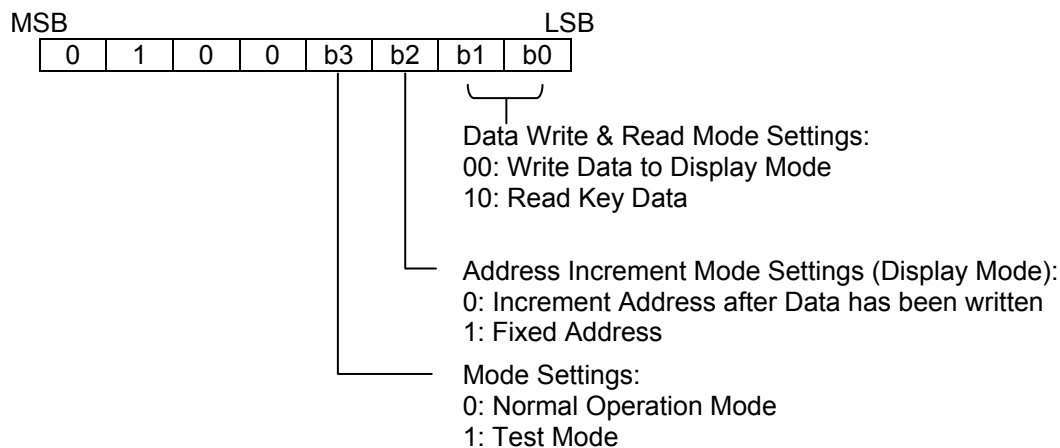 MSB LSB
0 1 0 0 b3 b2 b1 b0
Data Write & Read Mode Settings:
00: Write Data to Display Mode
10: Read Key Data
Address Increment Mode Settings (Display Mode):
0: Increment Address after Data has been written
1: Fixed Address
Mode Settings:
0: Normal Operation Mode
1: Test Mode